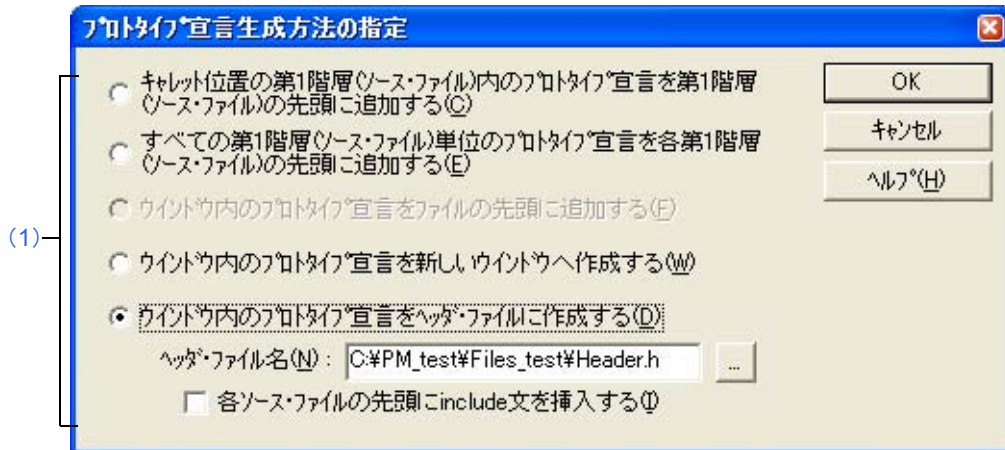 プロトタイプ宣言生成方法の指定
キャレット位置の第1階層(ソース・ファイル)内のプロトタイプ宣言を第1階層
(ソース・ファイル)の先頭に追加する(C)
すべての第1階層(ソース・ファイル)単位のプロトタイプ宣言を各第1階層
(ソース・ファイル)の先頭に追加する(E)
ウインドウ内のプロトタイプ宣言をファイルの先頭に追加する(F)
ウインドウ内のプロトタイプ宣言を新しいウインドウへ作成する(W)
ウインドウ内のプロトタイプ宣言をヘッダ・ファイルに作成する(D)
ヘッダ・ファイル名(N) : C:¥PM_test¥Files_test¥Header.h ...
各ソース・ファイルの先頭にinclude文を挿入する(I)
OK
キャンセル
ヘルプ(H)
(1)